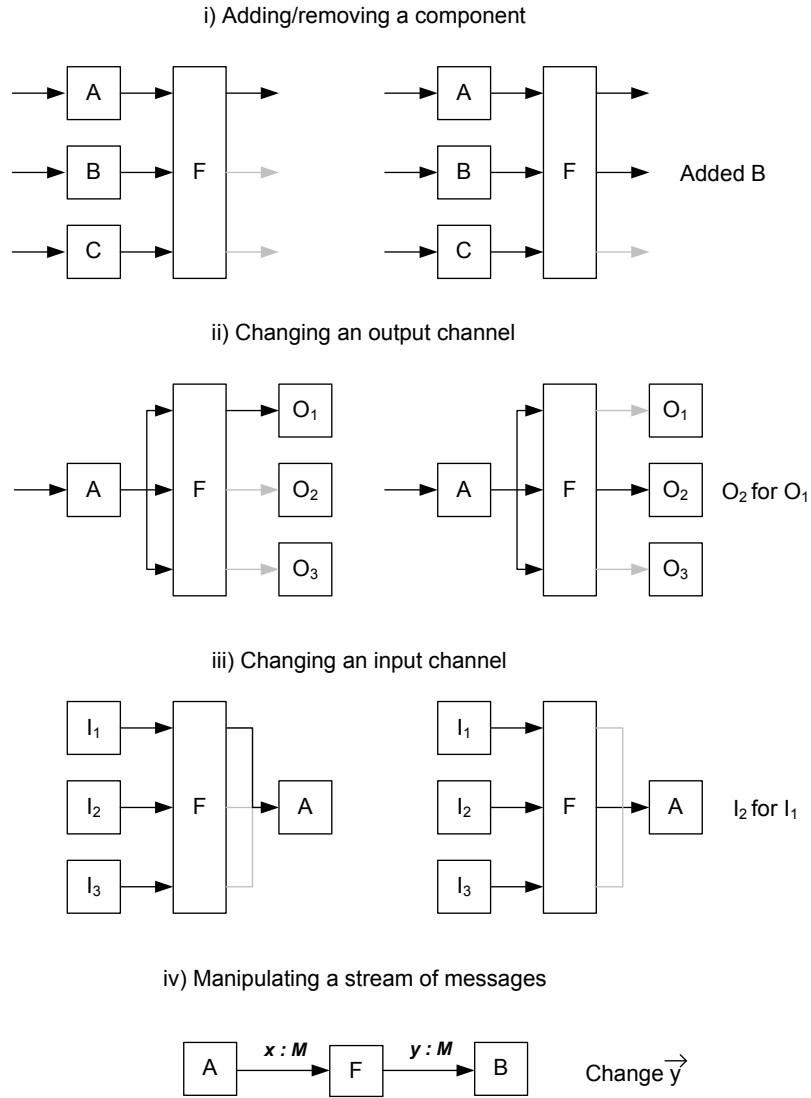 i) Adding/removing a component
A
A
B
F
B
F
Added B
C
C
ii) Changing an output channel
O₁
O₁
A
F
O₂
A
F
O₂
O₂ for O₁
O₃
O₃
iii) Changing an input channel
I₁
I₁
I₂
F
A
I₂
F
A
I₂ for I₁
I₃
I₃
iv) Manipulating a stream of messages
x : M
y : M
A
F
B
Change y⃗